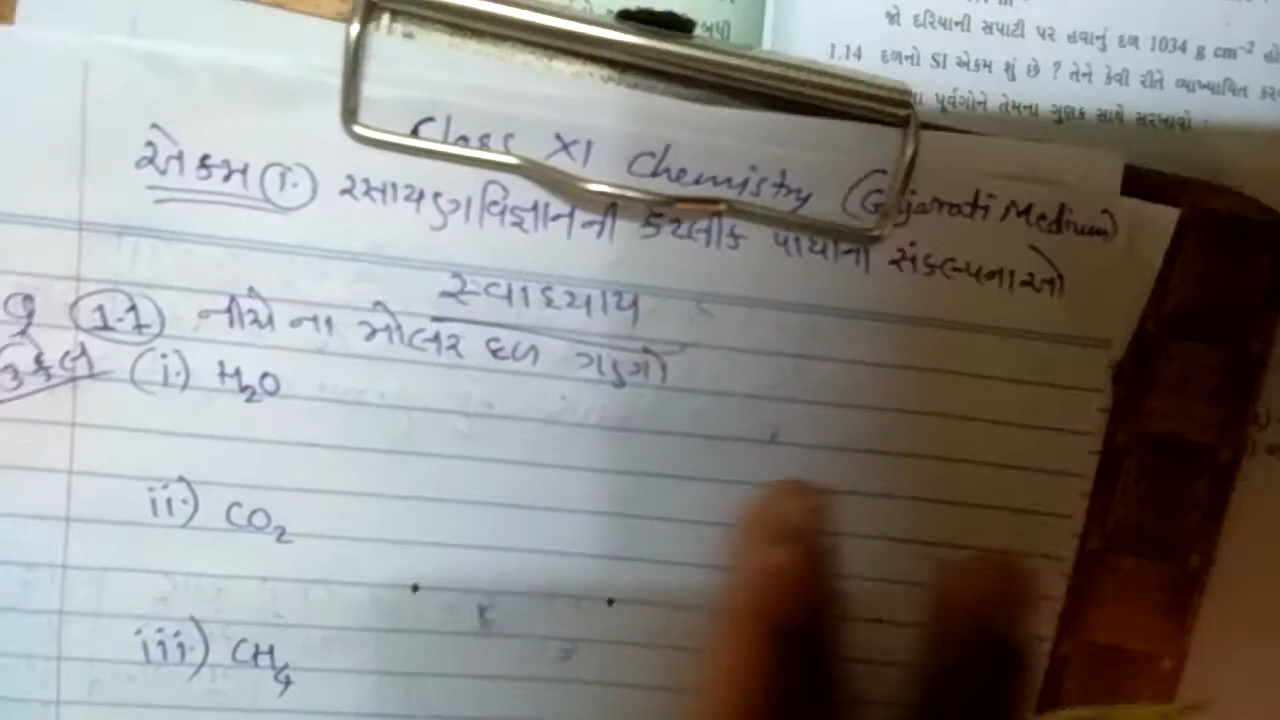 જો દરિયાની સપાટી પર હવાનું દળ 1034 g cm⁻²
1.14 દળનો SI એકમ શું છે ? તેને કેવી રીતે વ્યાખ્યાયિત
પૂર્વગોને તેમના ગુણક સાથે સરખાવો :
Class XI Chemistry (Gujarati Medium)
એકમ 1. રસાયણવિજ્ઞાનની કેટલીક પાયાની સંકલ્પનાઓ
સ્વાધ્યાય
Q 1.1 નીચેના મોલર દળ ગણો
ઉકેલ (i.) H₂O
ii.) CO₂
iii.) CH₄